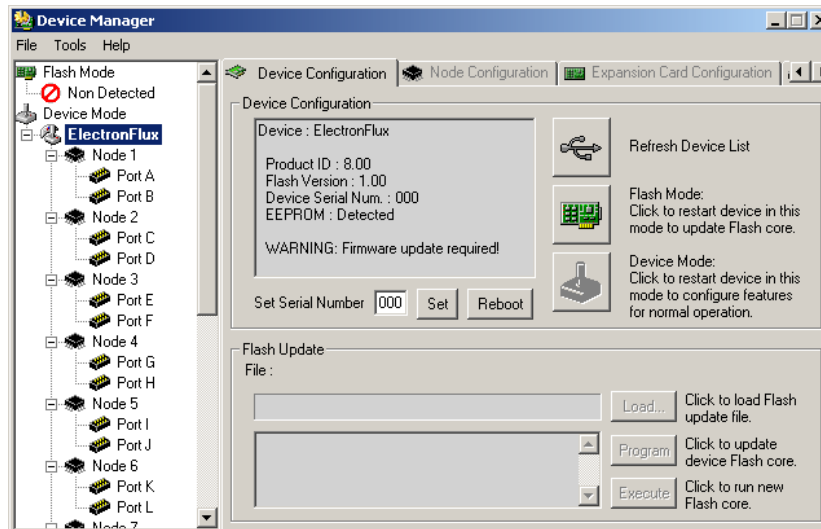 Device Manager
File Tools Help
Flash Mode
Non Detected
Device Mode
ElectronFlux
Node 1
Port A
Port B
Node 2
Port C
Port D
Node 3
Port E
Port F
Node 4
Port G
Port H
Node 5
Port I
Port J
Node 6
Port K
Port L
Node 7
Device Configuration Node Configuration Expansion Card Configuration
Device Configuration
Device : ElectronFlux
Product ID : 8.00
Flash Version : 1.00
Device Serial Num. : 000
EEPROM : Detected
WARNING: Firmware update required!
Set Serial Number 000 Set Reboot
Refresh Device List
Flash Mode:
Click to restart device in this
mode to update Flash core.
Device Mode:
Click to restart device in this
mode to configure features
for normal operation.
Flash Update
File :
Load...
Click to load Flash
update file.
Program
Click to update
device Flash core.
Execute
Click to run new
Flash core.